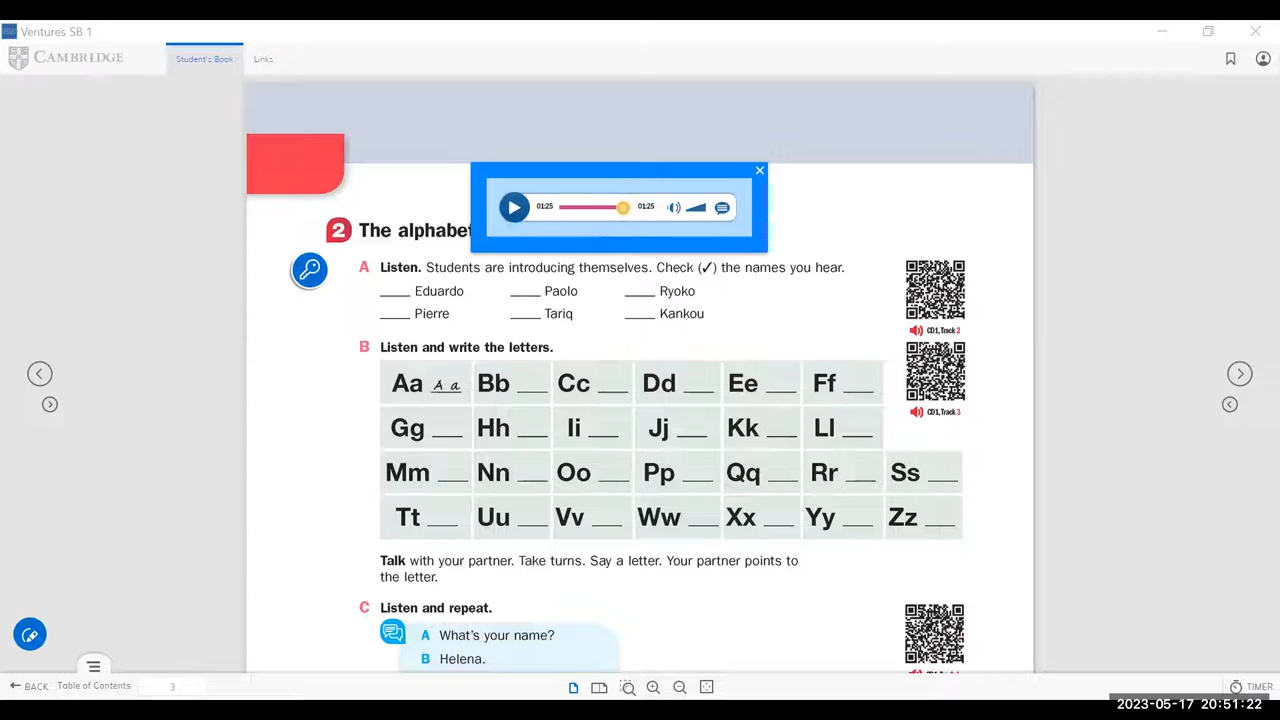 Ventures SB 1
CAMBRIDGE
Student's Book
Links
01:25 01:25
2 The alphabet
A Listen. Students are introducing themselves. Check (✓) the names you hear.
____ Eduardo ____ Paolo ____ Ryoko
____ Pierre ____ Tariq ____ Kankou
CD1, Track 2
B Listen and write the letters.
Aa A a Bb ___ Cc ___ Dd ___ Ee ___ Ff ___
CD1, Track 3
Gg ___ Hh ___ Ii ___ Jj ___ Kk ___ Ll ___
Mm ___ Nn ___ Oo ___ Pp ___ Qq ___ Rr ___ Ss ___
Tt ___ Uu ___ Vv ___ Ww ___ Xx ___ Yy ___ Zz ___
Talk with your partner. Take turns. Say a letter. Your partner points to
the letter.
C Listen and repeat.
A What's your name?
B Helena.
BACK Table of Contents 3 TIMER
2023-05-17 20:51:22